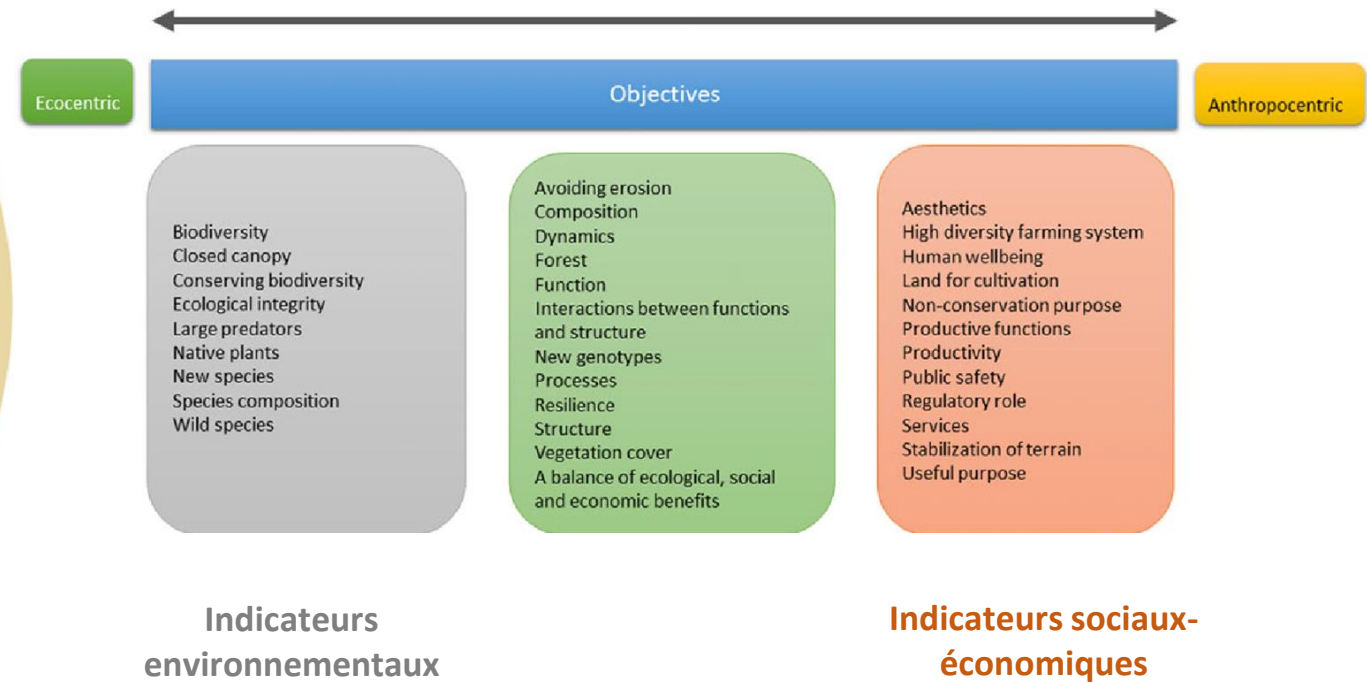 Ecocentric
Objectives
Anthropocentric
Biodiversity
Closed canopy
Conserving biodiversity
Ecological integrity
Large predators
Native plants
New species
Species composition
Wild species
Avoiding erosion
Composition
Dynamics
Forest
Function
Interactions between functions
and structure
New genotypes
Processes
Resilience
Structure
Vegetation cover
A balance of ecological, social
and economic benefits
Aesthetics
High diversity farming system
Human wellbeing
Land for cultivation
Non-conservation purpose
Productive functions
Productivity
Public safety
Regulatory role
Services
Stabilization of terrain
Useful purpose
Indicateurs
environnementaux
Indicateurs sociaux-
économiques